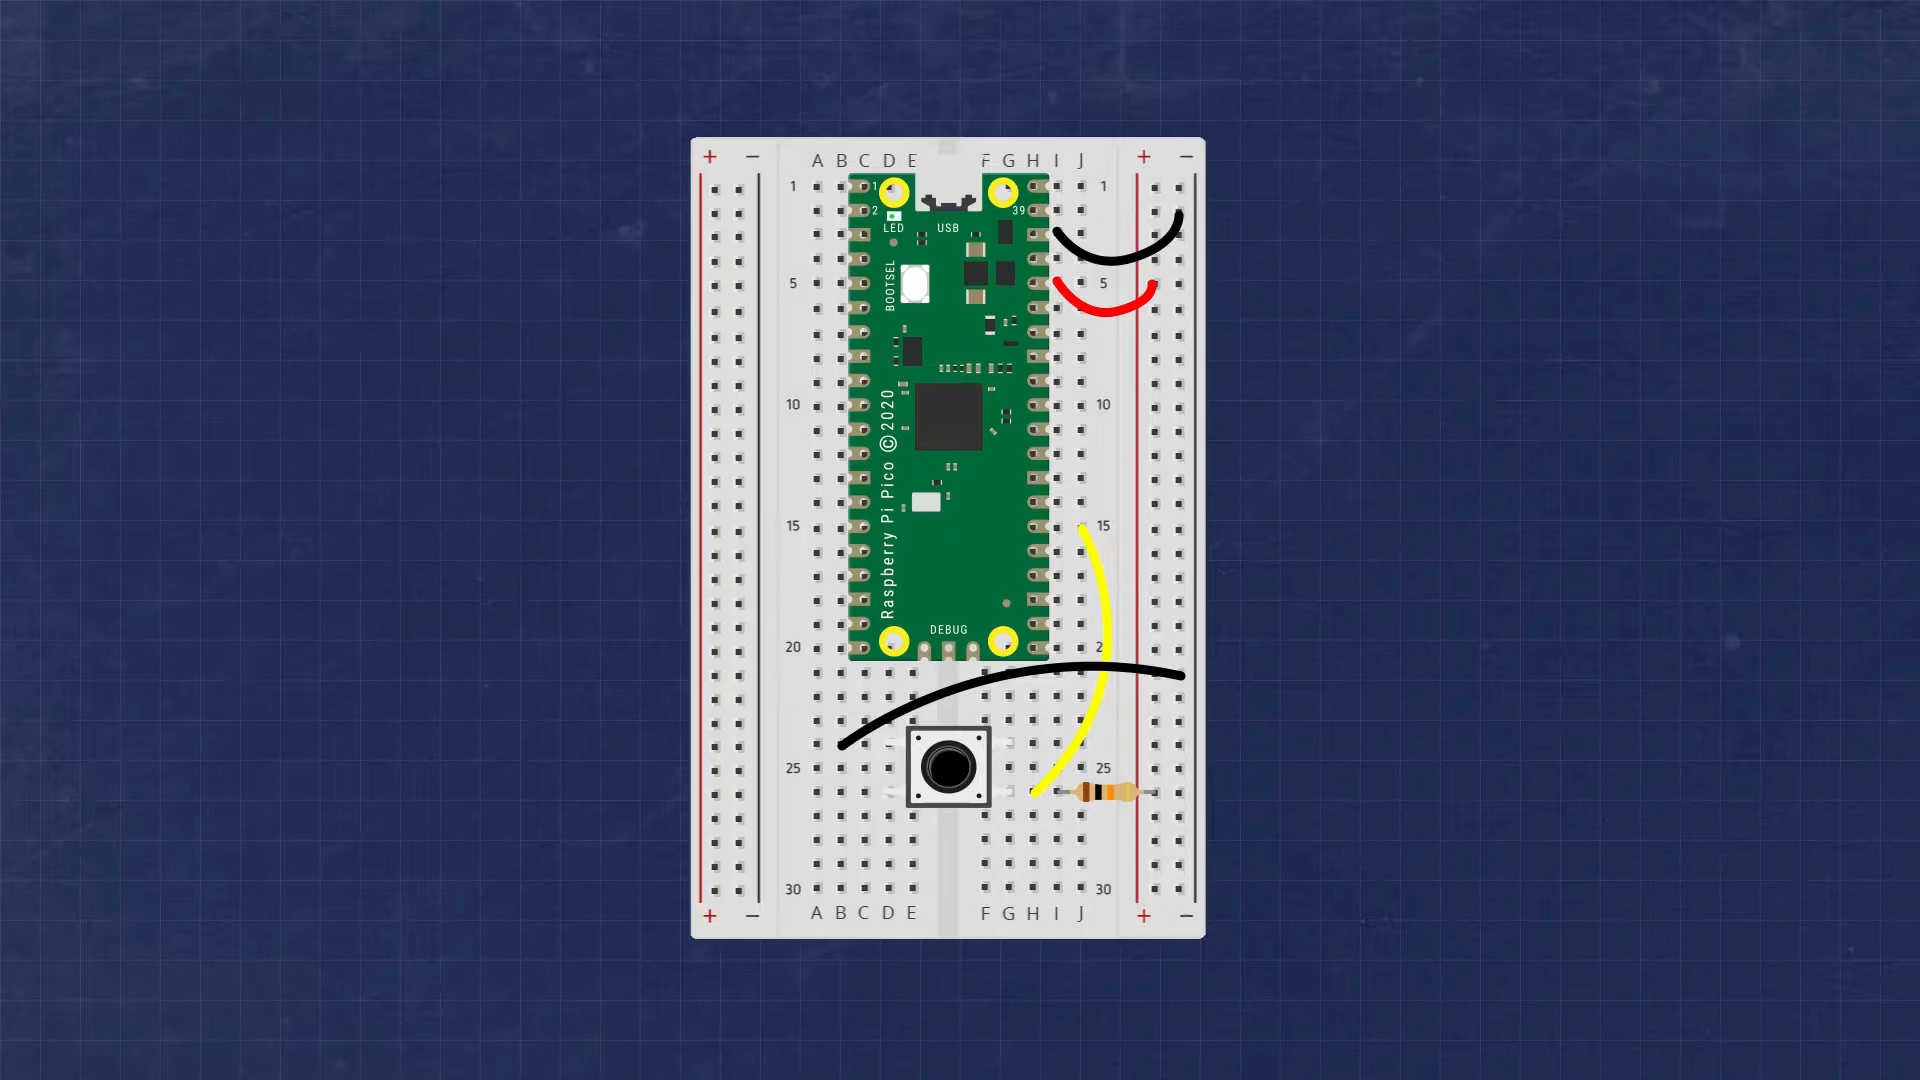 + − A B C D E F G H I J + −
1 1 1
2 39
LED USB
BOOTSEL
5 5
10 10
Raspberry Pi Pico © 2020
15 15
DEBUG
20 2
25 25
30 30
+ − A B C D E F G H I J + −